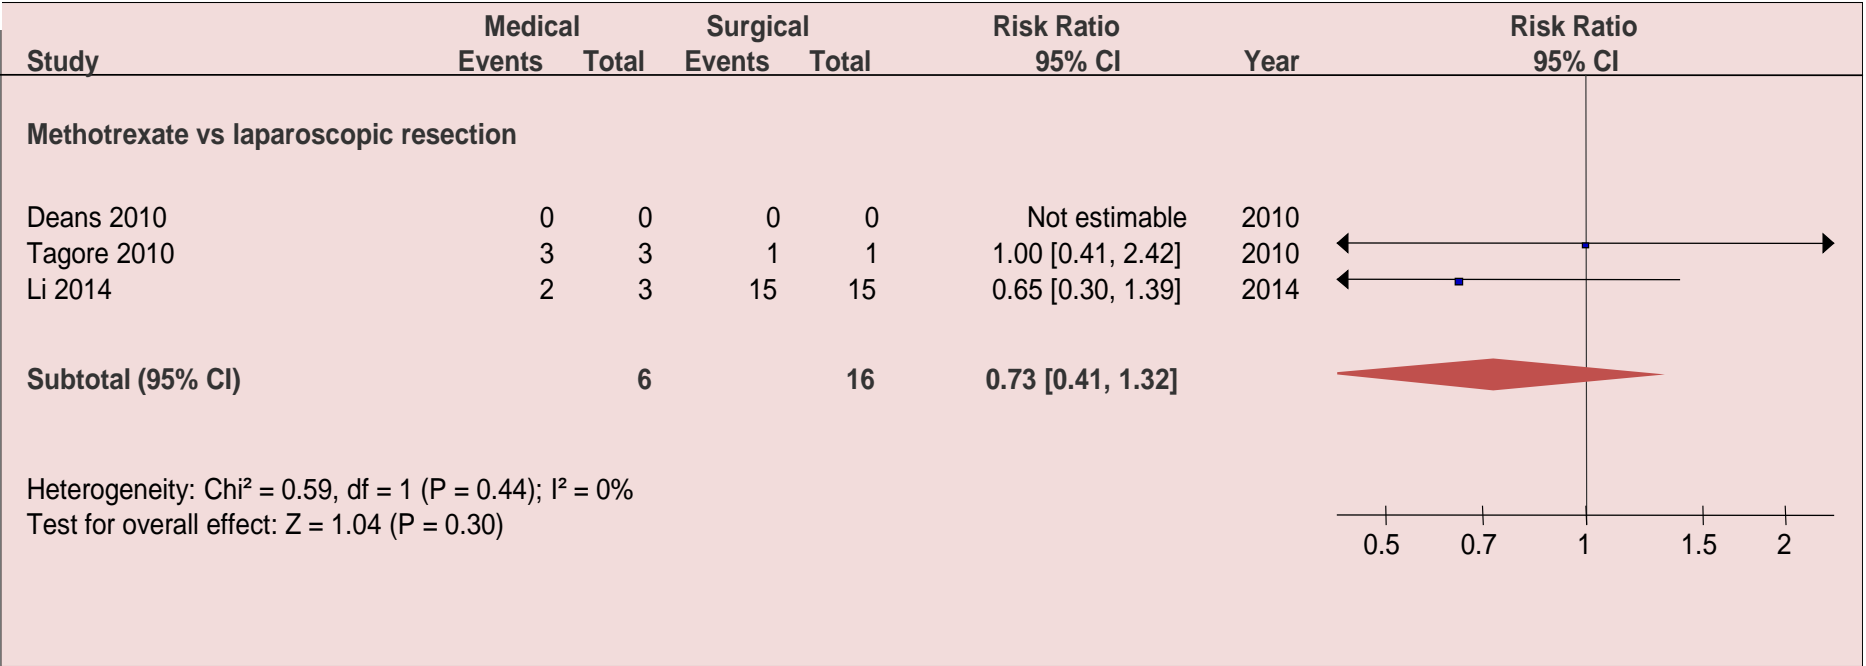 Medical Surgical Risk Ratio Risk Ratio
Study Events Total Events Total 95% CI Year 95% CI
Methotrexate vs laparoscopic resection
Deans 2010 0 0 0 0 Not estimable 2010
Tagore 2010 3 3 1 1 1.00 [0.41, 2.42] 2010
Li 2014 2 3 15 15 0.65 [0.30, 1.39] 2014
Subtotal (95% CI) 6 16 0.73 [0.41, 1.32]
Heterogeneity: Chi² = 0.59, df = 1 (P = 0.44); I² = 0%
Test for overall effect: Z = 1.04 (P = 0.30)
0.5 0.7 1 1.5 2